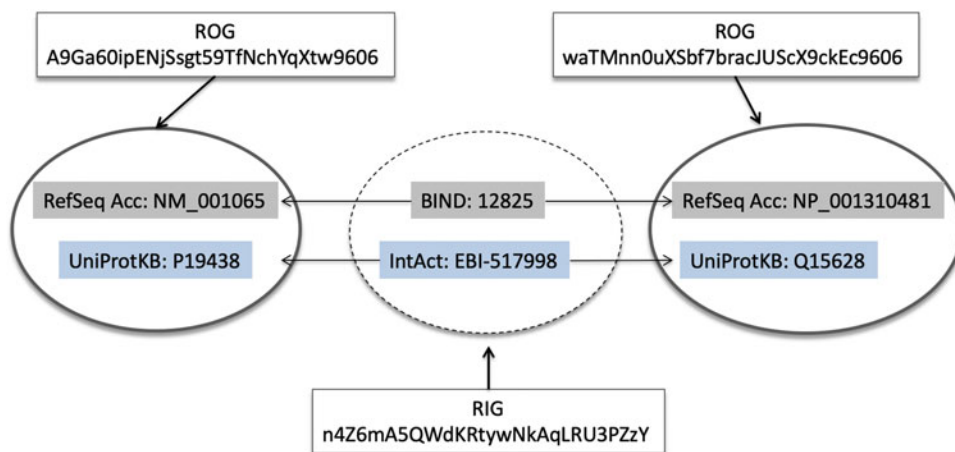 ROG
A9Ga60ipENjSsgt59TfNchYqXtw9606
ROG
waTMnn0uXSbf7bracJUScX9ckEc9606
RefSeq Acc: NM_001065
BIND: 12825
RefSeq Acc: NP_001310481
UniProtKB: P19438
IntAct: EBI-517998
UniProtKB: Q15628
RIG
n4Z6mA5QWdKRtywNkAqLRU3PZzY